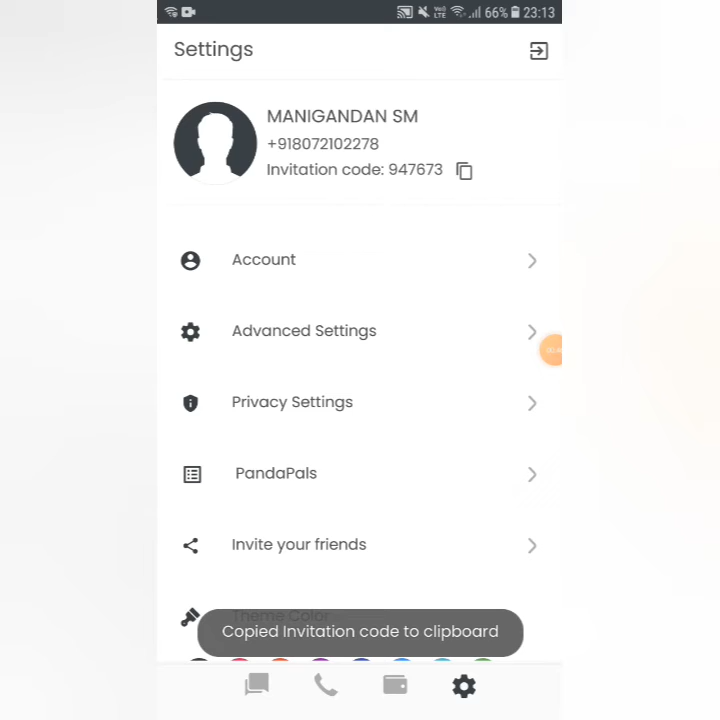 66% 23:13
Settings
MANIGANDAN SM
+918072102278
Invitation code: 947673
Account
Advanced Settings
Privacy Settings
PandaPals
Invite your friends
Theme Color
Copied Invitation code to clipboard